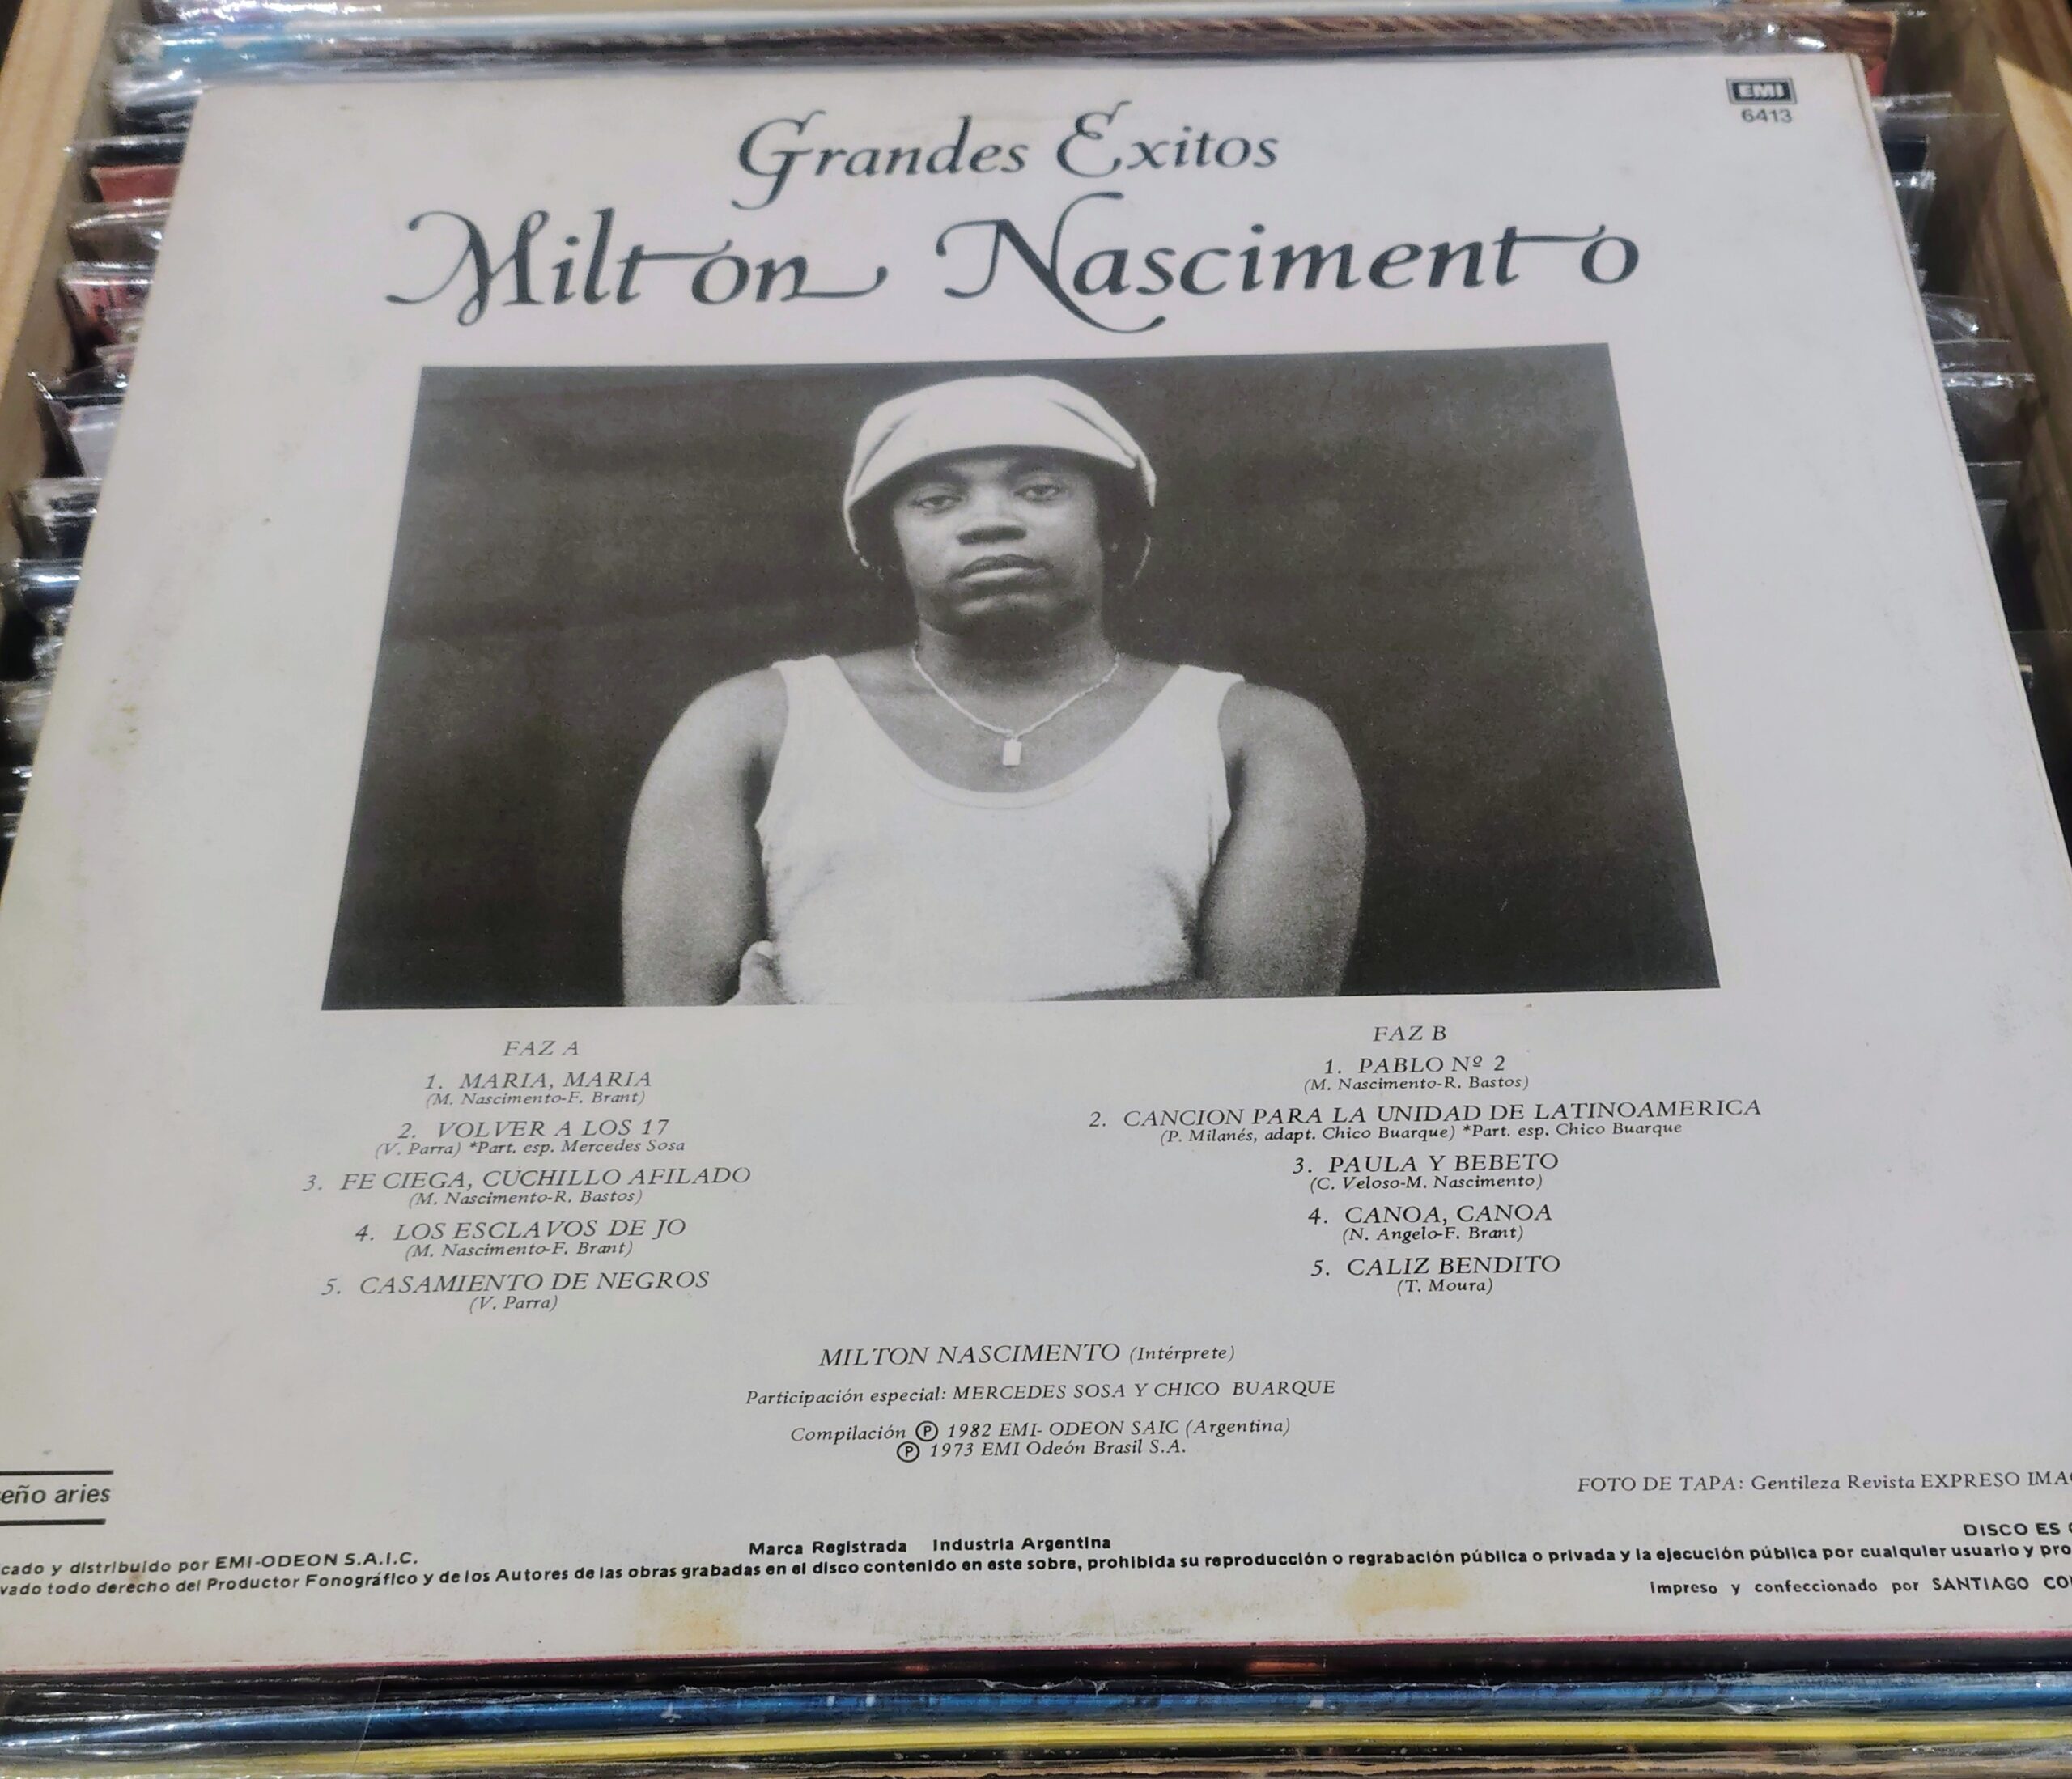 EMI
6413
Grandes Exitos
Milton Nascimento
FAZ A
1. MARIA, MARIA
(M. Nascimento-F. Brant)
2. VOLVER A LOS 17
(V. Parra) *Part. esp. Mercedes Sosa
3. FE CIEGA, CUCHILLO AFILADO
(M. Nascimento-R. Bastos)
4. LOS ESCLAVOS DE JO
(M. Nascimento-F. Brant)
5. CASAMIENTO DE NEGROS
(V. Parra)
FAZ B
1. PABLO Nº 2
(M. Nascimento-R. Bastos)
2. CANCION PARA LA UNIDAD DE LATINOAMERICA
(P. Milanés, adapt. Chico Buarque) *Part. esp. Chico Buarque
3. PAULA Y BEBETO
(C. Veloso-M. Nascimento)
4. CANOA, CANOA
(N. Angelo-F. Brant)
5. CALIZ BENDITO
(T. Moura)
MILTON NASCIMENTO (Intérprete)
Participación especial: MERCEDES SOSA Y CHICO BUARQUE
Compilación Ⓟ 1982 EMI- ODEON SAIC (Argentina)
Ⓟ 1973 EMI Odeón Brasil S.A.
eño aries
FOTO DE TAPA: Gentileza Revista EXPRESO IMA
Marca Registrada Industria Argentina
DISCO ES
cado y distribuido por EMI-ODEON S.A.I.C.
vado todo derecho del Productor Fonográfico y de los Autores de las obras grabadas en el disco contenido en este sobre, prohibida su reproducción o regrabación pública o privada y la ejecución pública por cualquier usuario y pro
Impreso y confeccionado por SANTIAGO CO